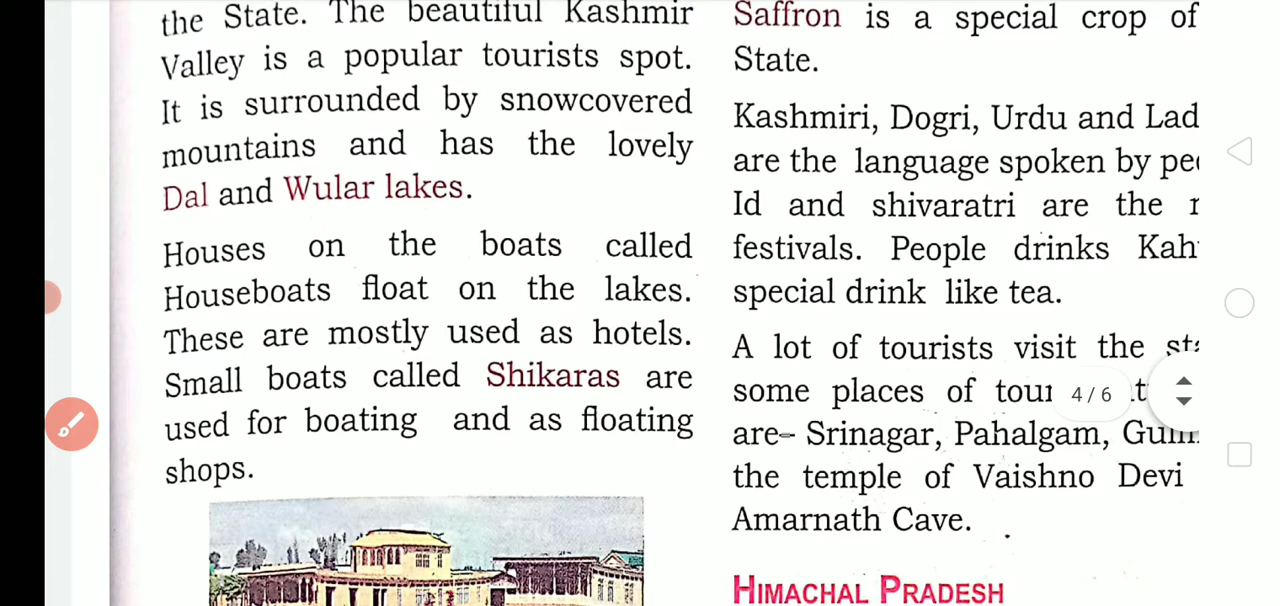 the State. The beautiful Kashmir
Valley is a popular tourists spot.
It is surrounded by snowcovered
mountains and has the lovely
Dal and Wular lakes.
Houses on the boats called
Houseboats float on the lakes.
These are mostly used as hotels.
Small boats called Shikaras are
used for boating and as floating
shops.
Saffron is a special crop of
State.
Kashmiri, Dogri, Urdu and
are the language spoken by
Id and shivaratri are the
festivals. People drinks
special drink like tea.
A lot of tourists visit the
some places of
are- Srinagar, Pahalgam,
the temple of Vaishno Devi
Amarnath Cave.
HIMACHAL PRADESH
4/6